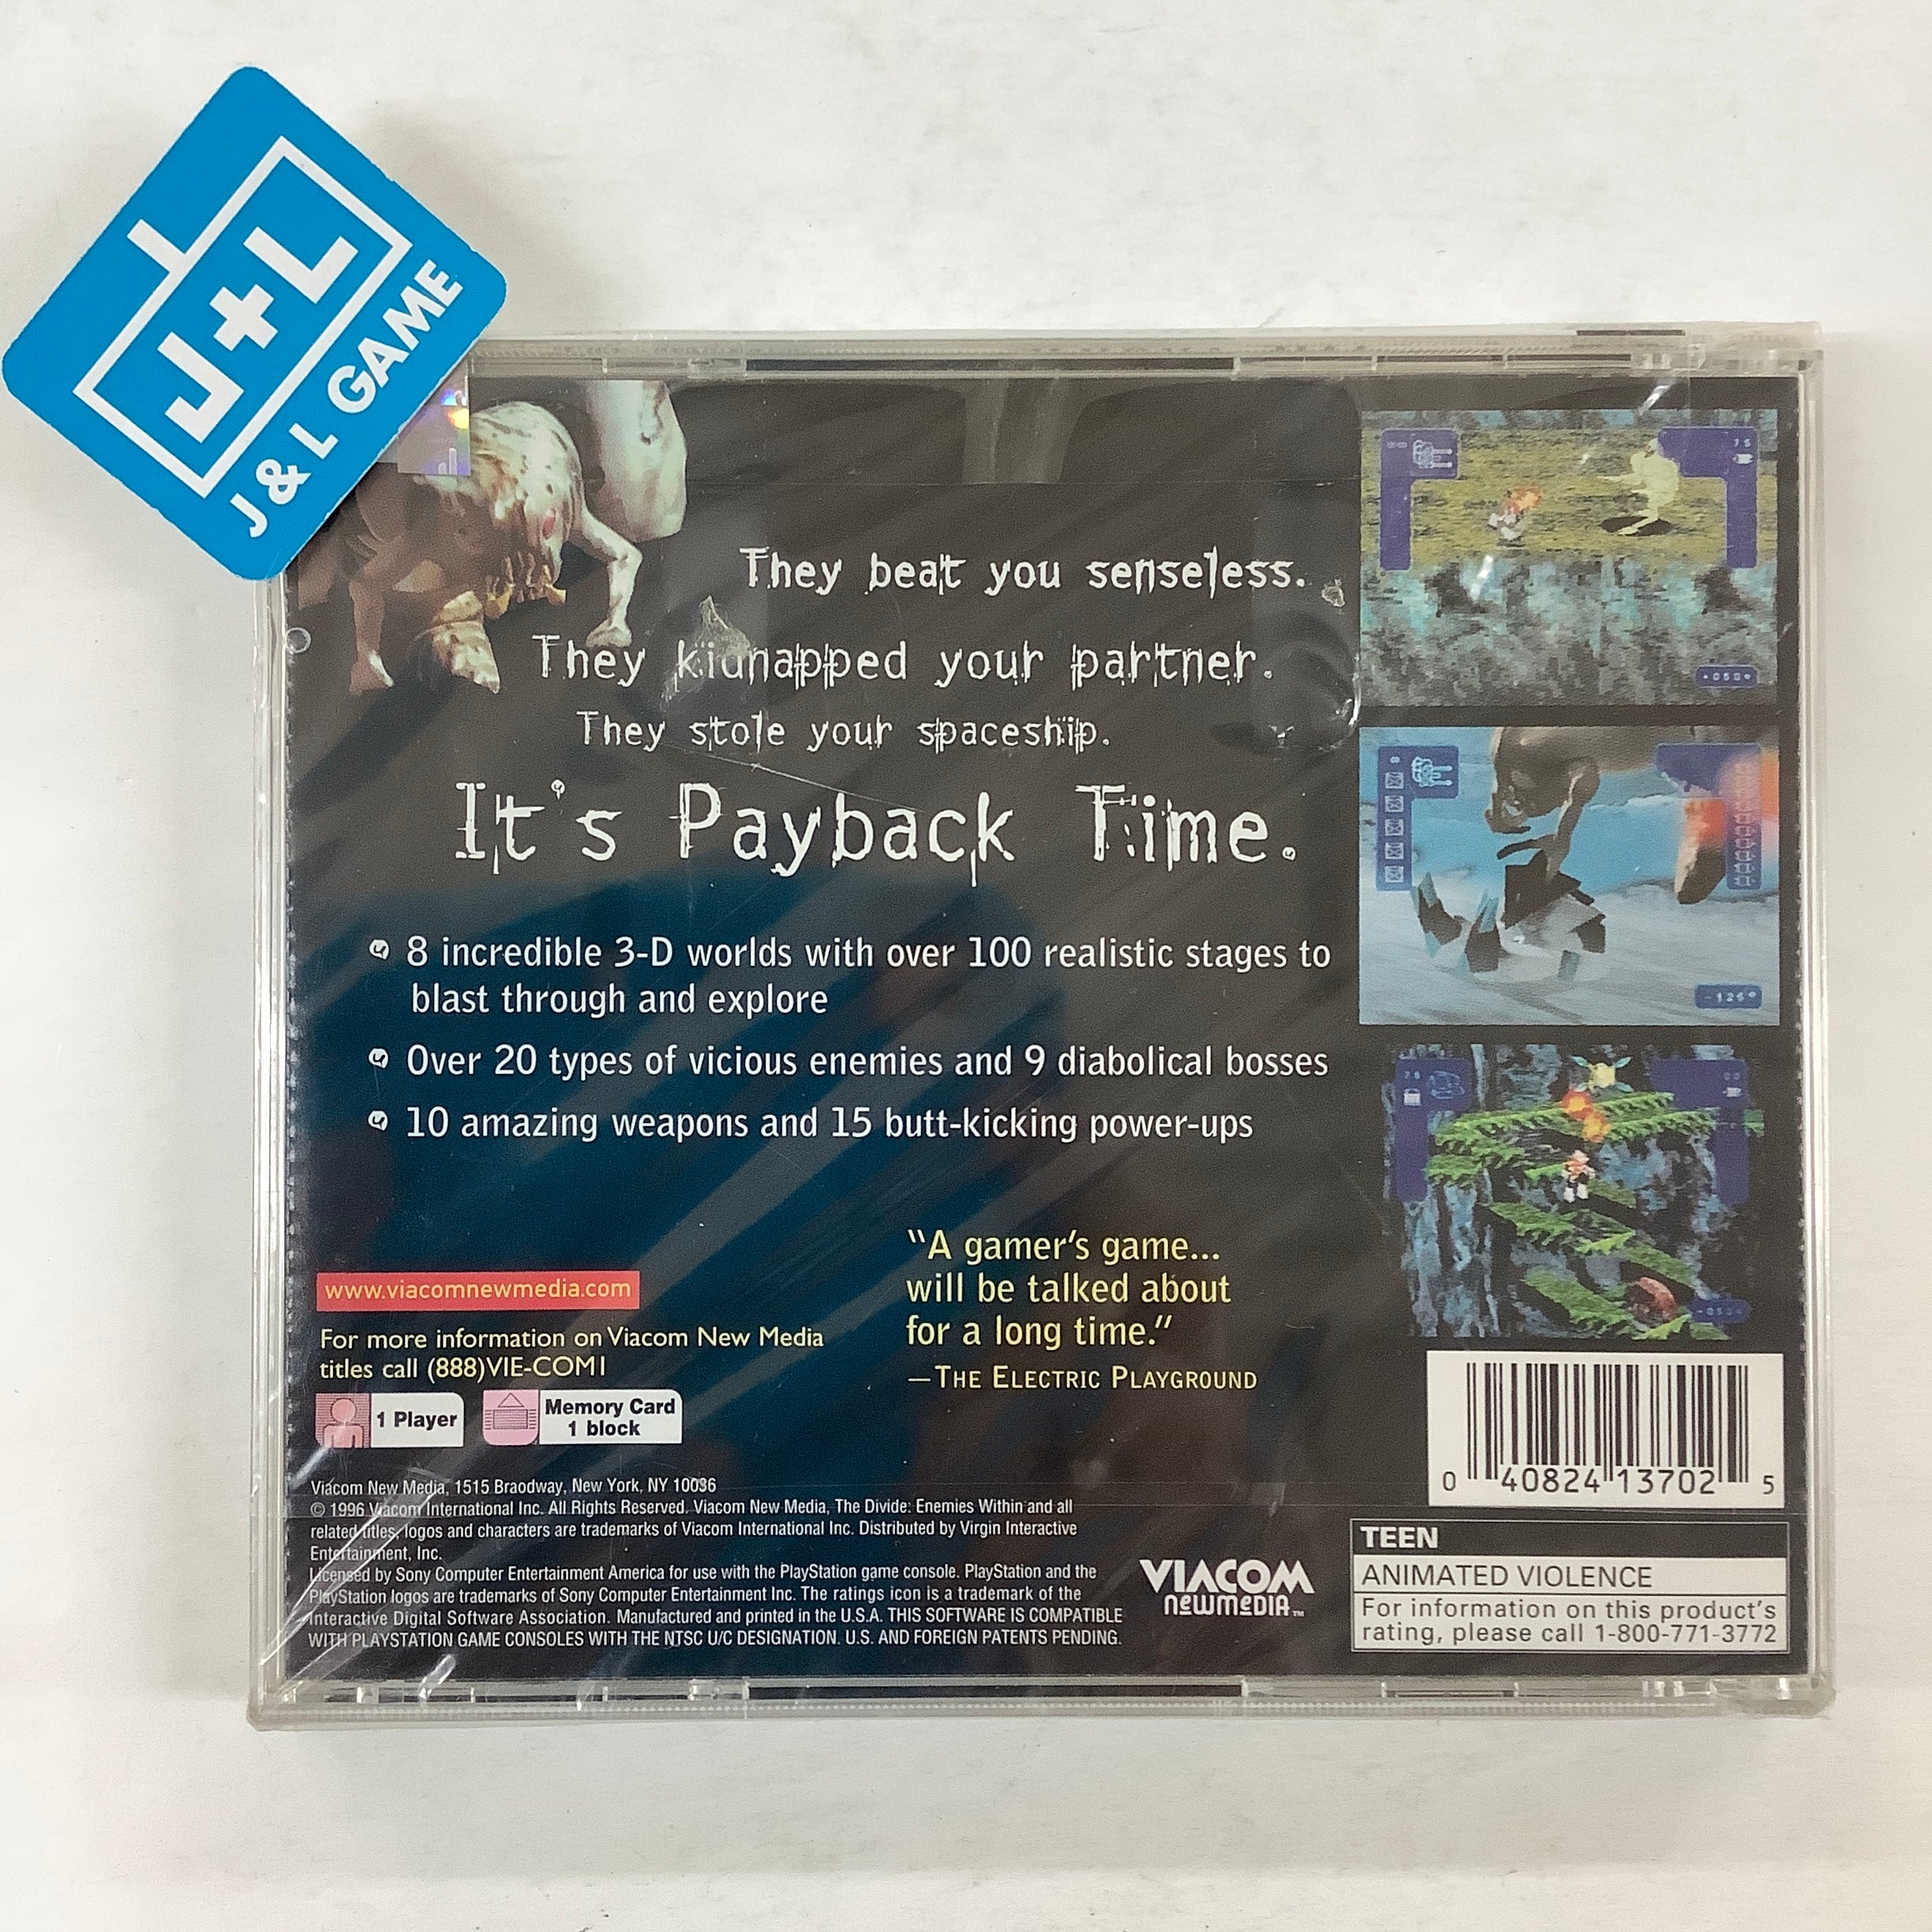 J+L
J & L GAME
They beat you senseless.
They kidnapped your partner.
They stole your spaceship.
It's Payback Time.
8 incredible 3-D worlds with over 100 realistic stages to
blast through and explore
Over 20 types of vicious enemies and 9 diabolical bosses
10 amazing weapons and 15 butt-kicking power-ups
"A gamer's game...
will be talked about
for a long time."
—THE ELECTRIC PLAYGROUND
www.viacomnewmedia.com
For more information on Viacom New Media
titles call (888)VIE-COM1
1 Player
Memory Card
1 block
Viacom New Media, 1515 Braodway, New York, NY 10036
© 1996 Viacom International Inc. All Rights Reserved. Viacom New Media, The Divide: Enemies Within and all
related titles, logos and characters are trademarks of Viacom International Inc. Distributed by Virgin Interactive
Entertainment, Inc.
Licensed by Sony Computer Entertainment America for use with the PlayStation game console. PlayStation and the
PlayStation logos are trademarks of Sony Computer Entertainment Inc. The ratings icon is a trademark of the
Interactive Digital Software Association. Manufactured and printed in the U.S.A. THIS SOFTWARE IS COMPATIBLE
WITH PLAYSTATION GAME CONSOLES WITH THE NTSC U/C DESIGNATION. U.S. AND FOREIGN PATENTS PENDING.
VIACOM
newmedia™
0 40824 13702 5
TEEN
ANIMATED VIOLENCE
For information on this product's
rating, please call 1-800-771-3772